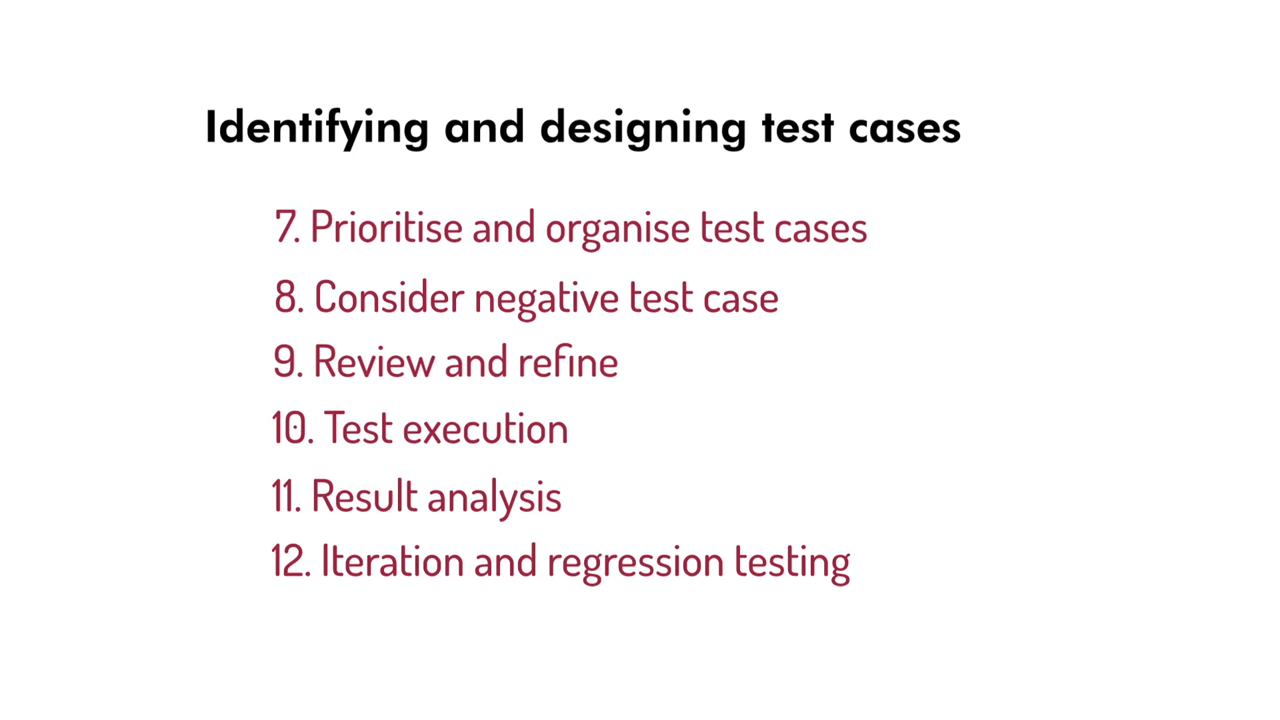 Identifying and designing test cases
7. Prioritise and organise test cases
8. Consider negative test case
9. Review and refine
10. Test execution
11. Result analysis
12. Iteration and regression testing